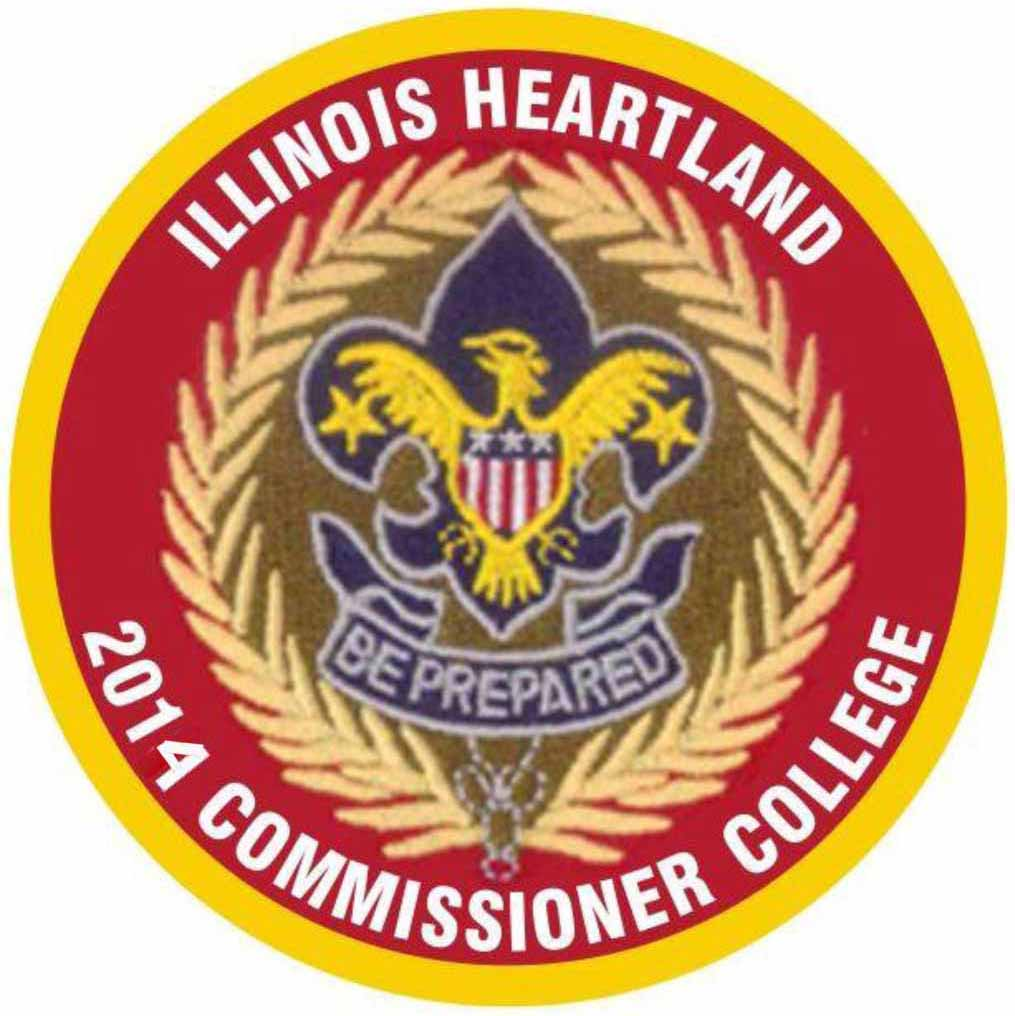 ILLINOIS HEARTLAND
BE PREPARED
2014 COMMISSIONER COLLEGE